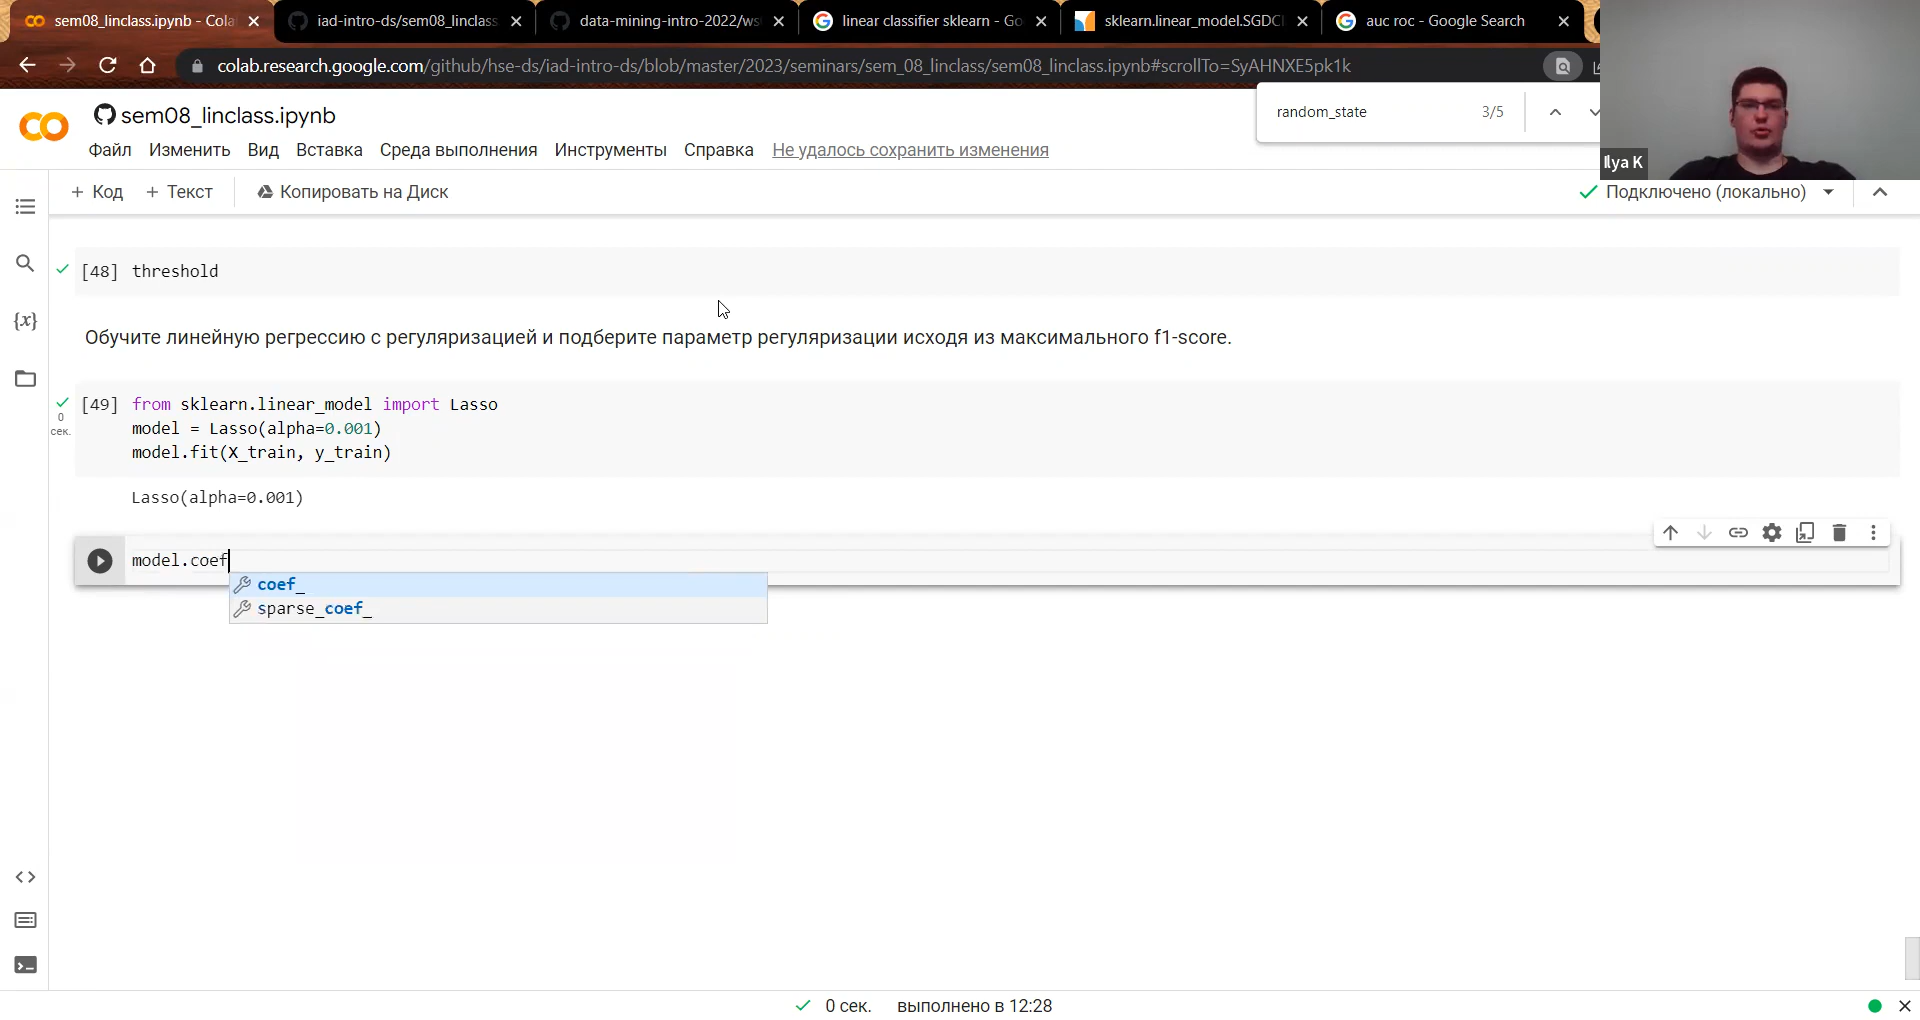 sem08_linclass.ipynb - Cola
iad-intro-ds/sem08_linclass
data-mining-intro-2022/ws
linear classifier sklearn - Go
sklearn.linear_model.SGDCl
auc roc - Google Search
colab.research.google.com/github/hse-ds/iad-intro-ds/blob/master/2023/seminars/sem_08_linclass/sem08_linclass.ipynb#scrollTo=SyAHNXE5pk1k
random_state 3/5
sem08_linclass.ipynb
Файл Изменить Вид Вставка Среда выполнения Инструменты Справка Не удалось сохранить изменения
Ilya K
+ Код + Текст Копировать на Диск
Подключено (локально)
[48] threshold
Обучите линейную регрессию с регуляризацией и подберите параметр регуляризации исходя из максимального f1-score.
0 сек.
[49] from sklearn.linear_model import Lasso
model = Lasso(alpha=0.001)
model.fit(X_train, y_train)
Lasso(alpha=0.001)
model.coef
coef_
sparse_coef_
0 сек. выполнено в 12:28